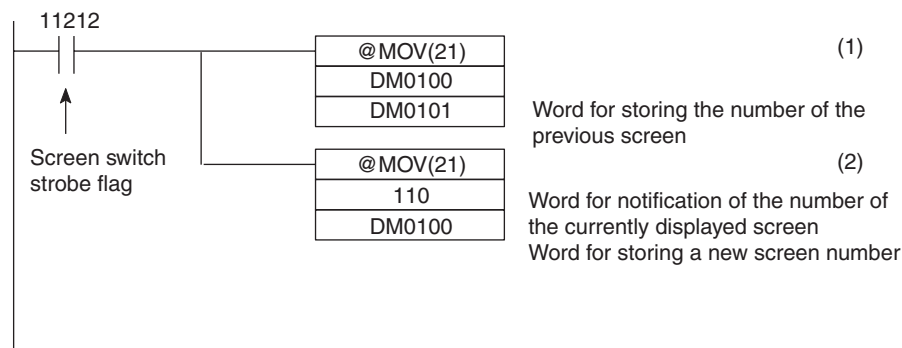 11212
@MOV(21)
(1)
DM0100
DM0101
Word for storing the number of the
previous screen
Screen switch
strobe flag
@MOV(21)
(2)
110
DM0100
Word for notification of the number of
the currently displayed screen
Word for storing a new screen number